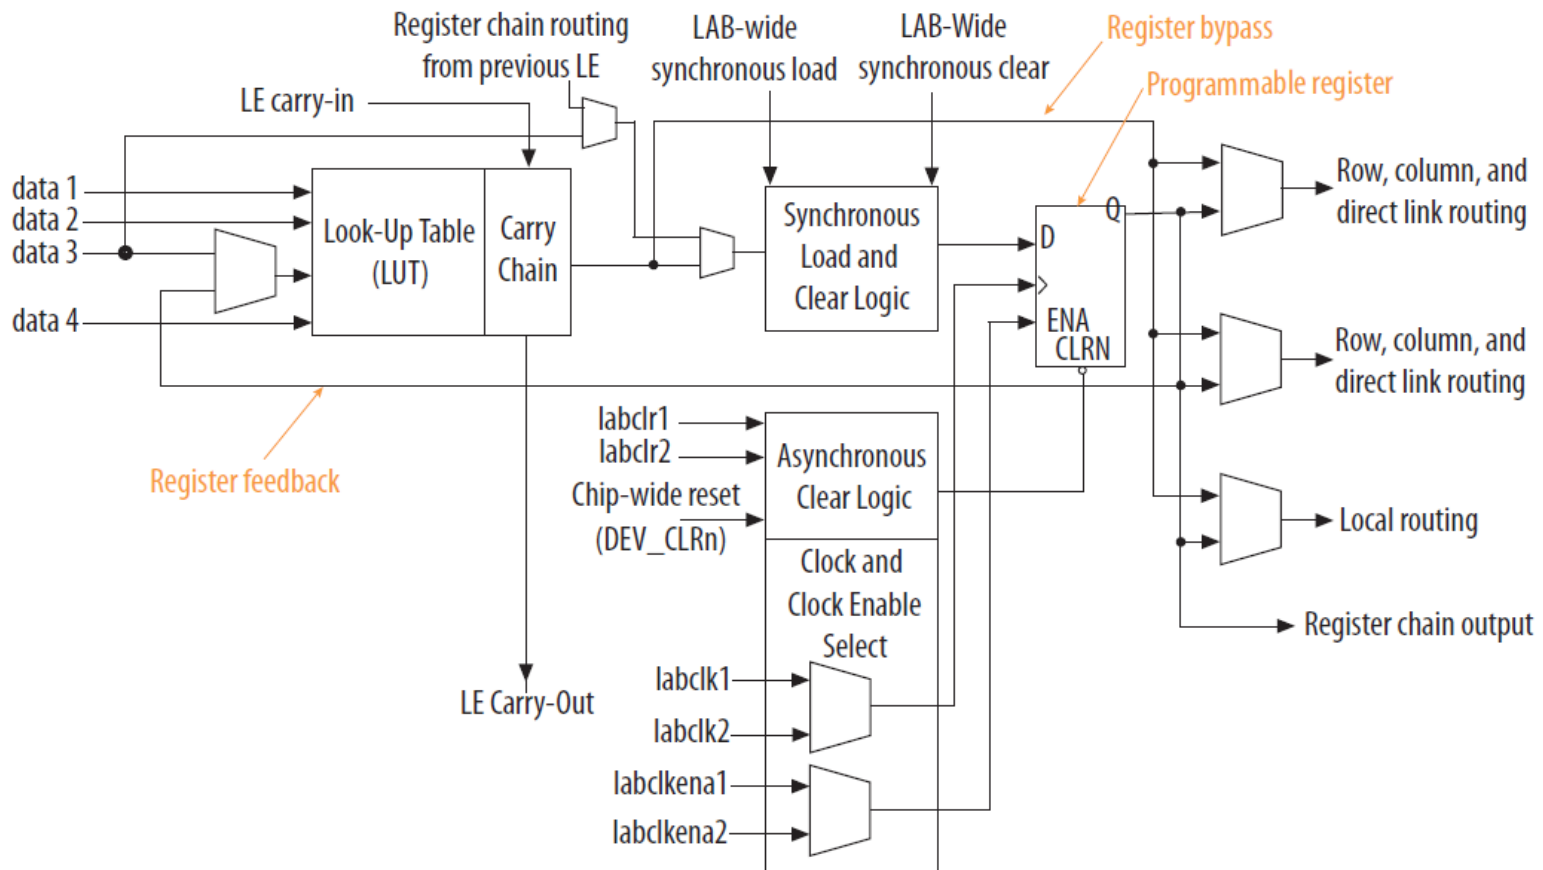 Register chain routing
from previous LE
LAB-wide
synchronous load
LAB-Wide
synchronous clear
Register bypass
Programmable register
LE carry-in
data 1
data 2
data 3
data 4
Look-Up Table
(LUT)
Carry
Chain
Synchronous
Load and
Clear Logic
D
Q
ENA
CLRN
Row, column, and
direct link routing
Row, column, and
direct link routing
Local routing
Register chain output
Register feedback
labclr1
labclr2
Chip-wide reset
(DEV_CLRn)
Asynchronous
Clear Logic
Clock and
Clock Enable
Select
labclk1
labclk2
labclkena1
labclkena2
LE Carry-Out